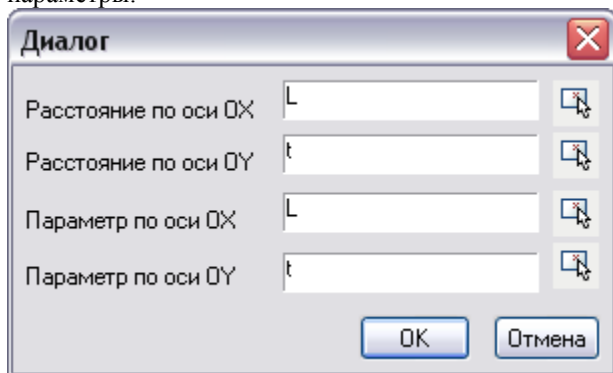 параметры.
Диалог
Расстояние по оси OX L
Расстояние по оси OY t
Параметр по оси OX L
Параметр по оси OY t
OK Отмена